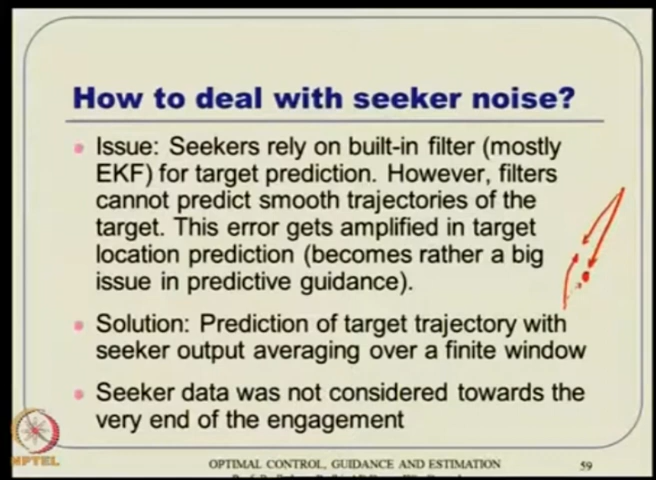 How to deal with seeker noise?
Issue: Seekers rely on built-in filter (mostly
EKF) for target prediction. However, filters
cannot predict smooth trajectories of the
target. This error gets amplified in target
location prediction (becomes rather a big
issue in predictive guidance).
Solution: Prediction of target trajectory with
seeker output averaging over a finite window
Seeker data was not considered towards the
very end of the engagement
NPTEL
OPTIMAL CONTROL, GUIDANCE AND ESTIMATION
59